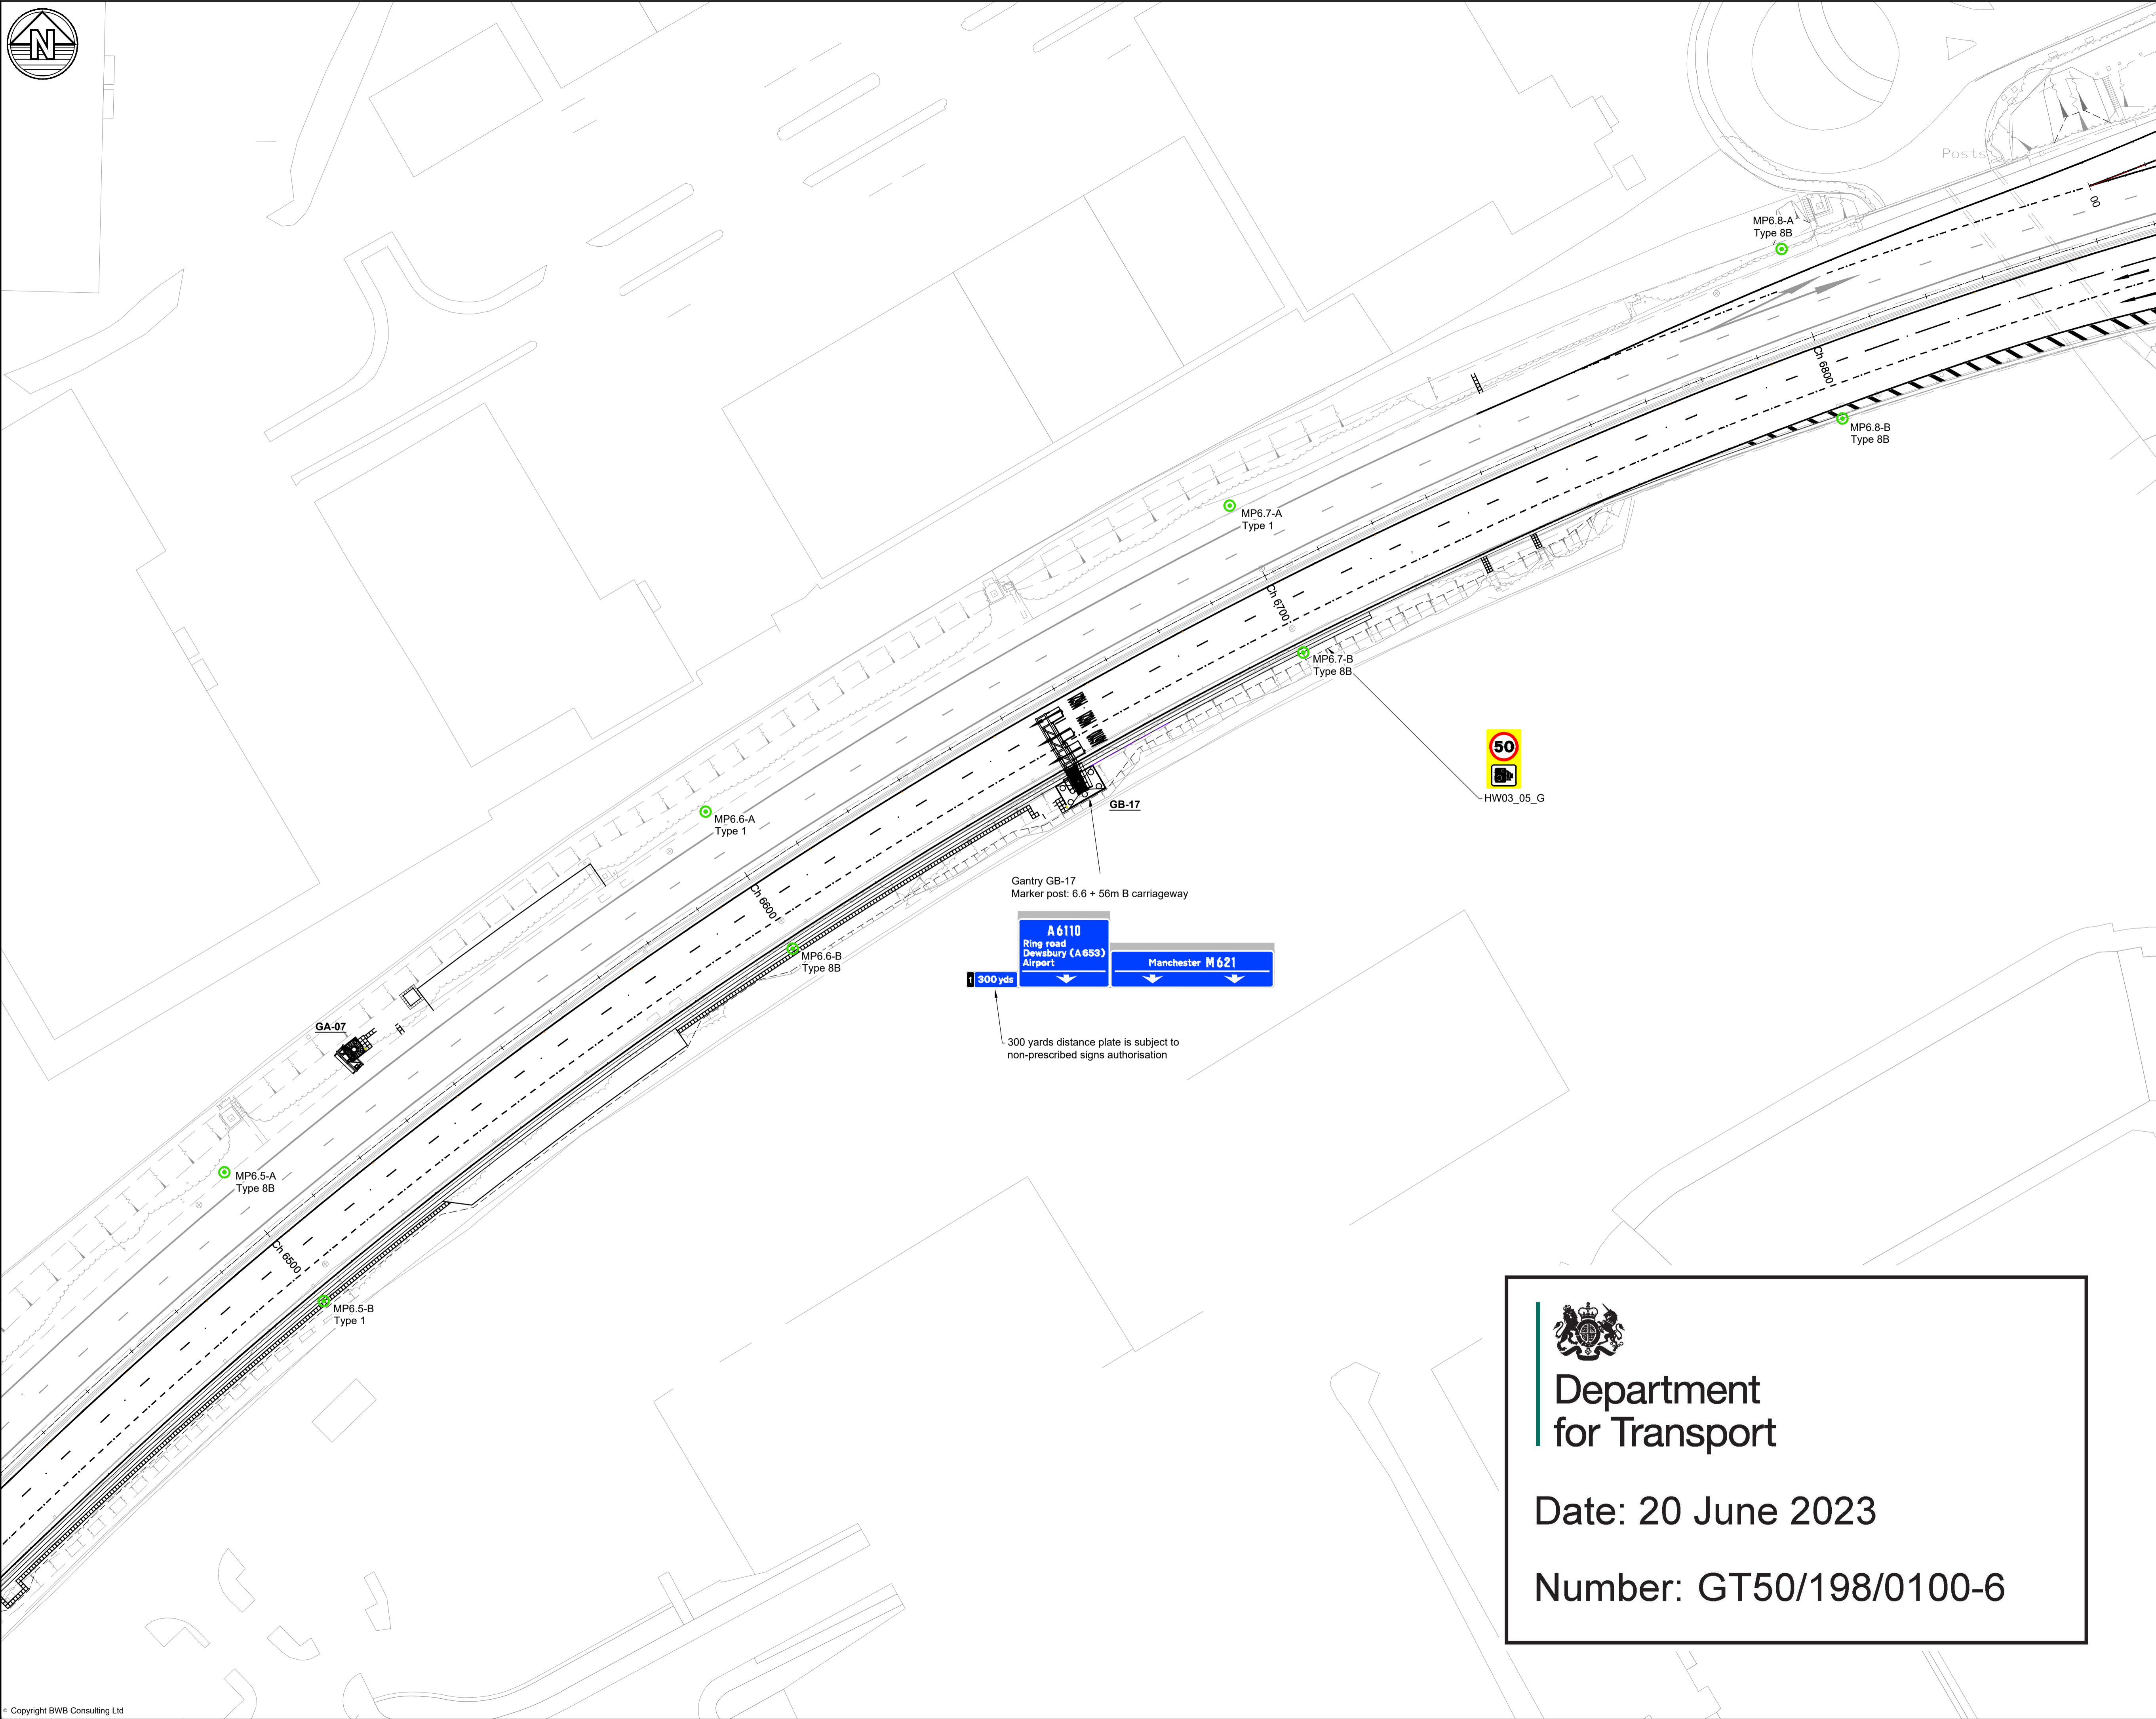 N
Posts
00
MP6.8-A
Type 8B
Ch 6800
MP6.8-B
Type 8B
MP6.7-A
Type 1
Ch 6700
MP6.7-B
Type 8B
50
HW03_05_G
GB-17
MP6.6-A
Type 1
Ch 6600
Gantry GB-17
Marker post: 6.6 + 56m B carriageway
MP6.6-B
Type 8B
A 6110
Ring road
Dewsbury (A 653)
Airport
Manchester M 621
1 300 yds
GA-07
300 yards distance plate is subject to
non-prescribed signs authorisation
MP6.5-A
Type 8B
Ch 6500
MP6.5-B
Type 1
Department
for Transport
Date: 20 June 2023
Number: GT50/198/0100-6
© Copyright BWB Consulting Ltd